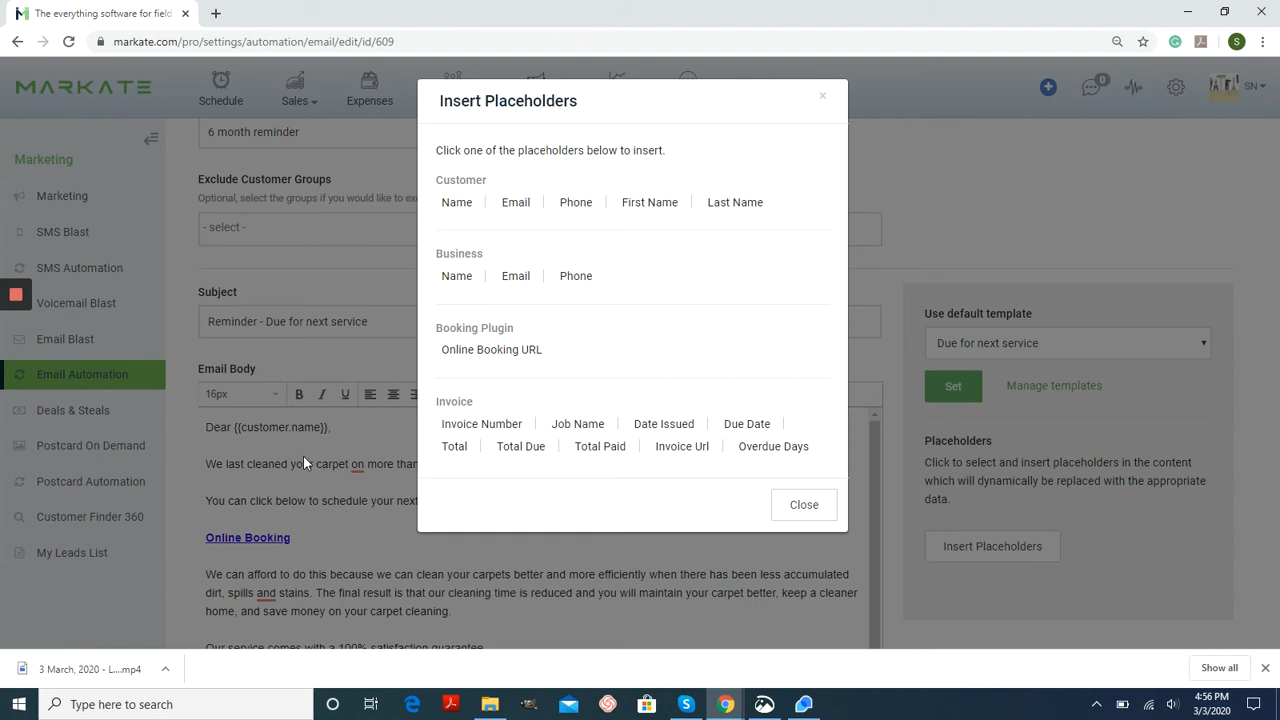 The everything software for field
markate.com/pro/settings/automation/email/edit/id/609
S
MARKATE
Schedule
Sales
Expenses
0
SN
Marketing
Marketing
SMS Blast
SMS Automation
Voicemail Blast
Email Blast
Email Automation
Deals & Steals
Postcard On Demand
Postcard Automation
Customer Finder 360
My Leads List
6 month reminder
Exclude Customer Groups
Optional, select the groups if you would like to
- select -
Subject
Reminder - Due for next service
Email Body
16px
B I U
Dear {{customer.name}},
We last cleaned your carpet on more than
You can click below to schedule your next
Online Booking
We can afford to do this because we can clean your carpets better and more efficiently when there has been less accumulated
dirt, spills and stains. The final result is that our cleaning time is reduced and you will maintain your carpet better, keep a cleaner
home, and save money on your carpet cleaning.
Our service comes with a 100% satisfaction guarantee
Insert Placeholders
×
Click one of the placeholders below to insert.
Customer
Name Email Phone First Name Last Name
Business
Name Email Phone
Booking Plugin
Online Booking URL
Invoice
Invoice Number Job Name Date Issued Due Date
Total Total Due Total Paid Invoice Url Overdue Days
Close
Use default template
Due for next service
Set
Manage templates
Placeholders
Click to select and insert placeholders in the content
which will dynamically be replaced with the appropriate
data.
Insert Placeholders
3 March, 2020 - L....mp4
Show all
Type here to search
4:56 PM
3/3/2020